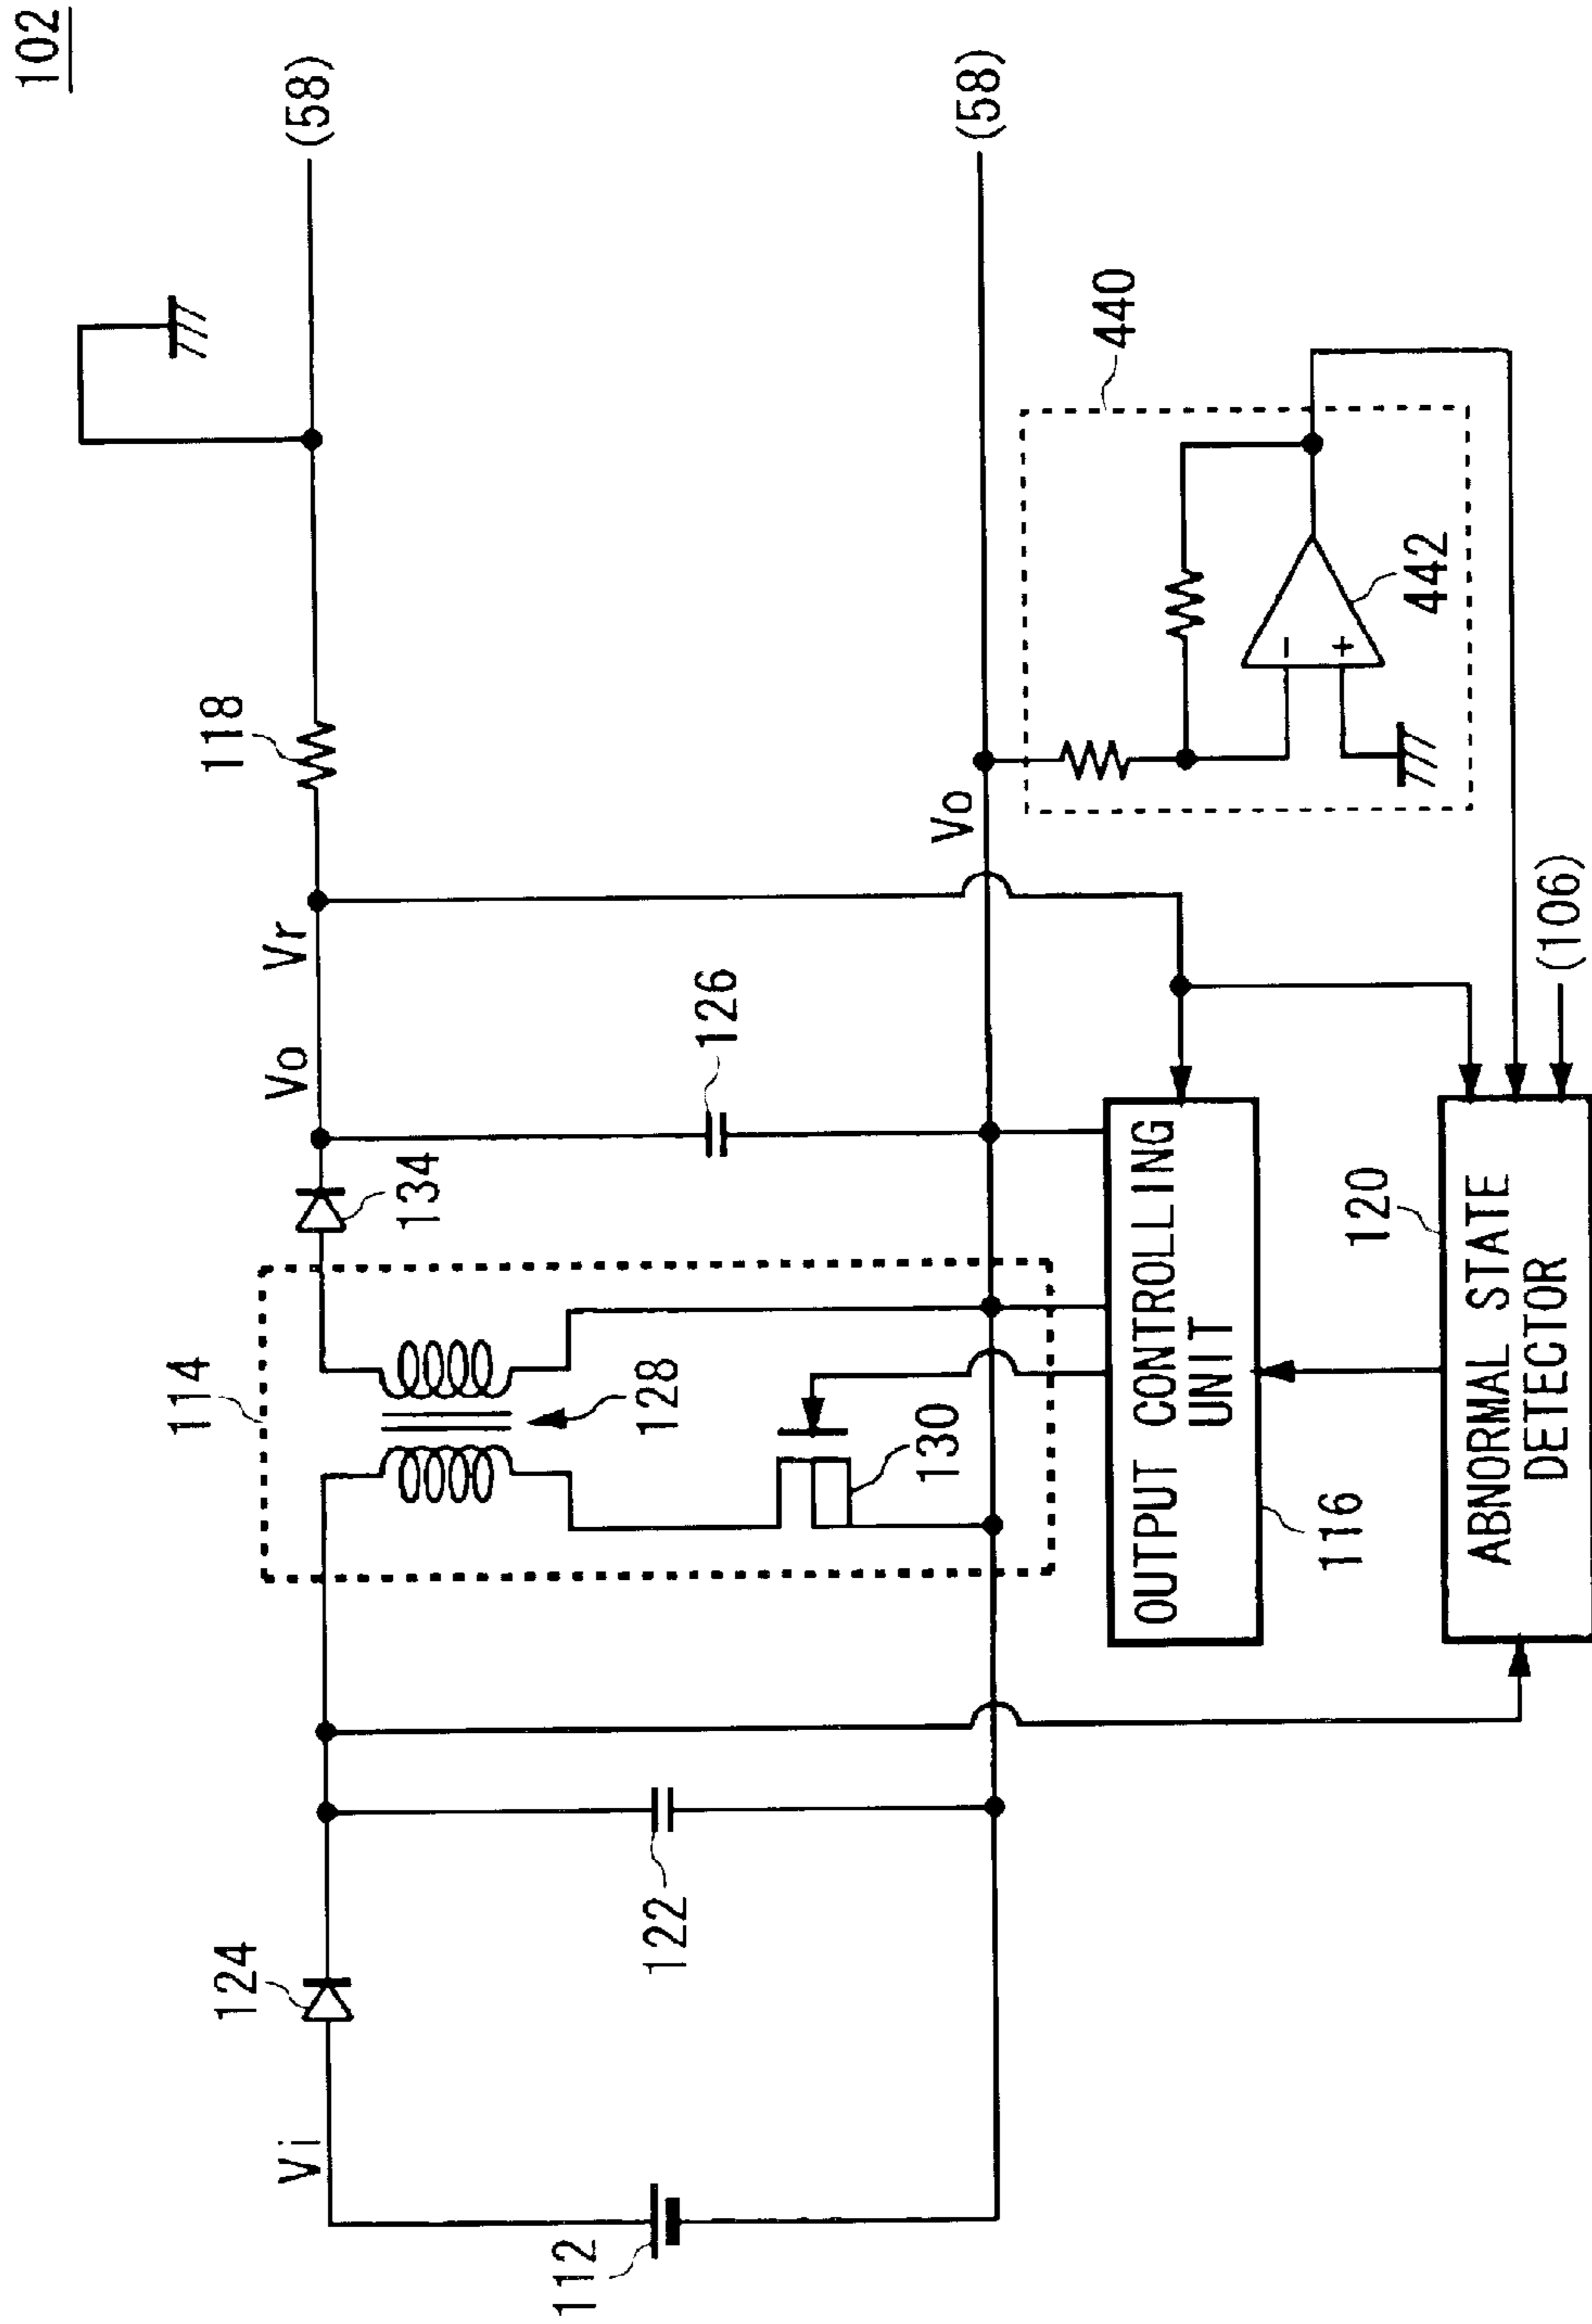 102
(58)
(58)
118
Vr
Vo
134
126
Vo
440
−
+
442
114
128
130
OUTPUT CONTROLLING
UNIT
116
(106)
120
ABNORMAL STATE
DETECTOR
124
122
Vi
112